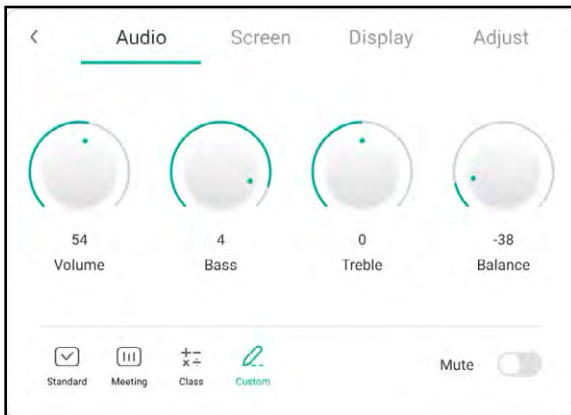 Audio Screen Display Adjust
54 4 0 -38
Volume Bass Treble Balance
Mute
Standard Meeting Class Custom